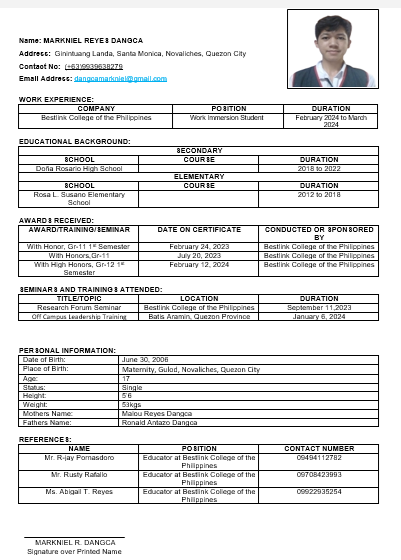 Name: MARKNIEL REYES DANGCA
Address: Ginintuang Landa, Santa Monica, Novaliches, Quezon City
Contact No: (+63)9939638279
Email Address: dangcamarkniel@gmail.com
WORK EXPERIENCE:
COMPANY POSITION DURATION
Bestlink College of the Philippines Work Immersion Student February 2024 to March 2024
EDUCATIONAL BACKGROUND:
SECONDARY
SCHOOL COURSE DURATION
Doña Rosario High School 2018 to 2022
ELEMENTARY
SCHOOL COURSE DURATION
Rosa L. Susano Elementary School 2012 to 2018
AWARDS RECEIVED:
AWARD/TRAINING/SEMINAR DATE ON CERTIFICATE CONDUCTED OR SPONSORED BY
With Honor, Gr-11 1st Semester February 24, 2023 Bestlink College of the Philippines
With Honors,Gr-11 July 20, 2023 Bestlink College of the Philippines
With High Honors, Gr-12 1st Semester February 12, 2024 Bestlink College of the Philippines
SEMINARS AND TRAININGS ATTENDED:
TITLE/TOPIC LOCATION DURATION
Research Forum Seminar Bestlink College of the Philippines September 11,2023
Off Campus Leadership Training Batis Aramin, Quezon Province January 6, 2024
PERSONAL INFORMATION:
Date of Birth: June 30, 2006
Place of Birth: Maternity, Gulod, Novaliches, Quezon City
Age: 17
Status: Single
Height: 5'6
Weight: 53kgs
Mothers Name: Malou Reyes Dangca
Fathers Name: Ronald Antazo Dangca
REFERENCES:
NAME POSITION CONTACT NUMBER
Mr. R-jay Pornasdoro Educator at Bestlink College of the Philippines 09494112782
Mr. Rusty Rafallo Educator at Bestlink College of the Philippines 09708423993
Ms. Abigail T. Reyes Educator at Bestlink College of the Philippines 09922935254
MARKNIEL R. DANGCA
Signature over Printed Name